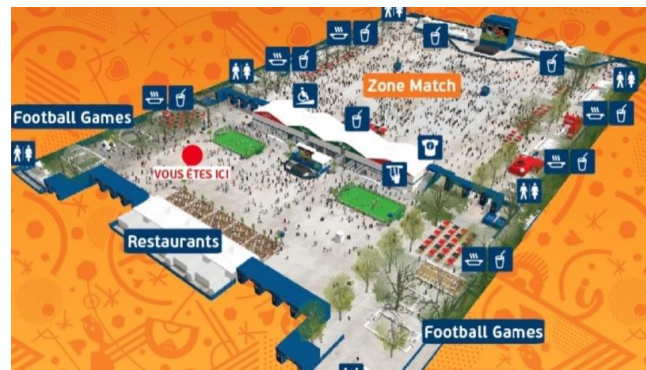 Zone Match
Football Games
VOUS ÊTES ICI
Restaurants
Football Games